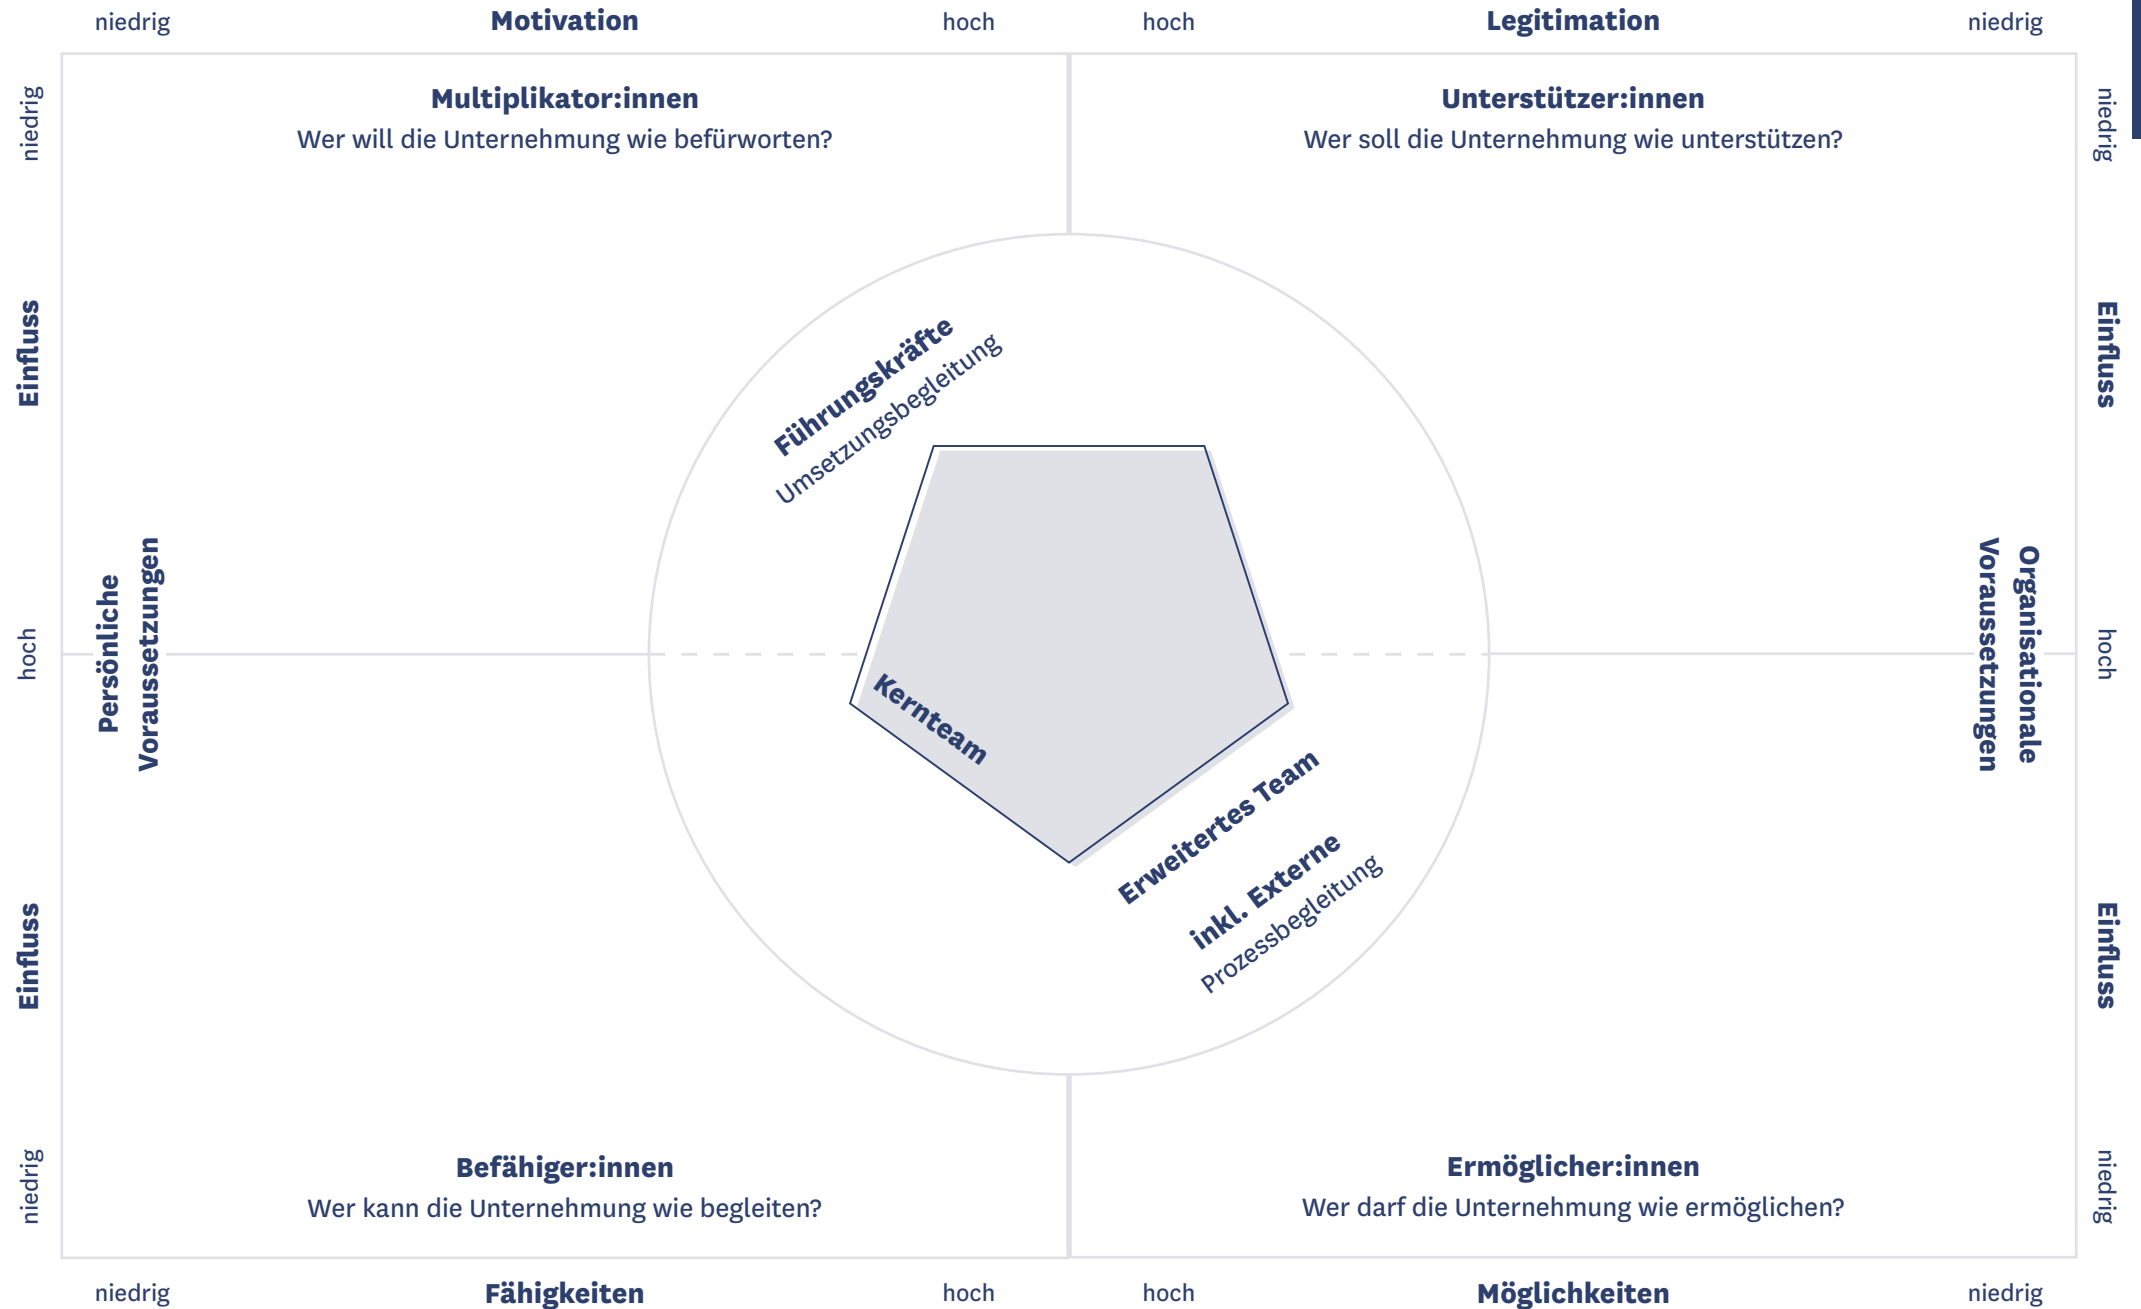 niedrig
Motivation
hoch
hoch
Legitimation
niedrig
niedrig
Multiplikator:innen
Wer will die Unternehmung wie befürworten?
Unterstützer:innen
Wer soll die Unternehmung wie unterstützen?
niedrig
Einfluss
Einfluss
Führungskräfte
Umsetzungsbegleitung
hoch
Persönliche
Voraussetzungen
Organisationale
Voraussetzungen
hoch
Kernteam
Erweitertes Team
inkl. Externe
Prozessbegleitung
Einfluss
Einfluss
niedrig
Befähiger:innen
Wer kann die Unternehmung wie begleiten?
Ermöglicher:innen
Wer darf die Unternehmung wie ermöglichen?
niedrig
niedrig
Fähigkeiten
hoch
hoch
Möglichkeiten
niedrig